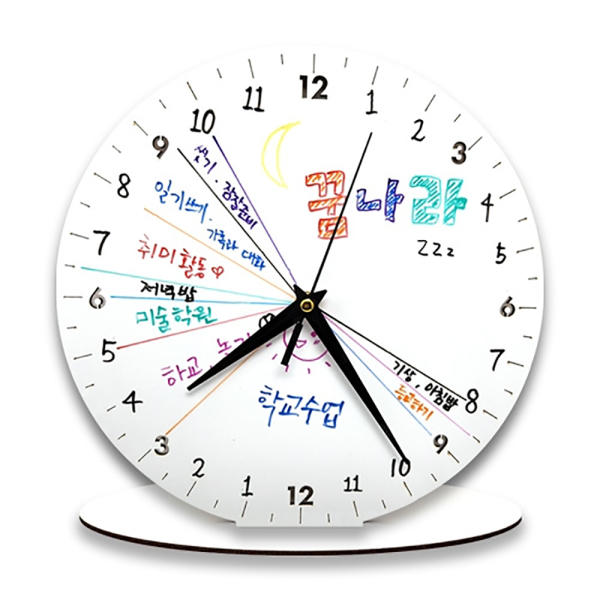 12
11 1
10 2
9 3
씻기, 잠잘준비
꿈나라
8 4
일기쓰기,
가족과 대화
zzz
7 5
취미활동♡
저녁밥
6 6
미술학원
5 7
하교, 놀기
기상, 아침밥
등교하기
4 8
학교수업
3 9
2 10
1 11
12